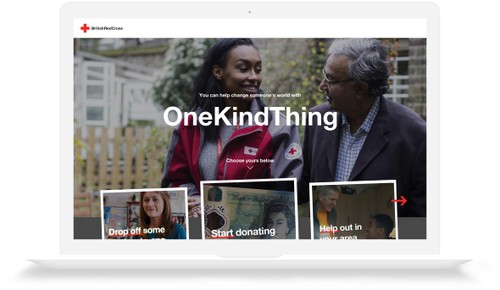 BritishRedCross
You can help change someone's world with
OneKindThing
Choose yours below
Drop off some
Start donating
Help out in
your area